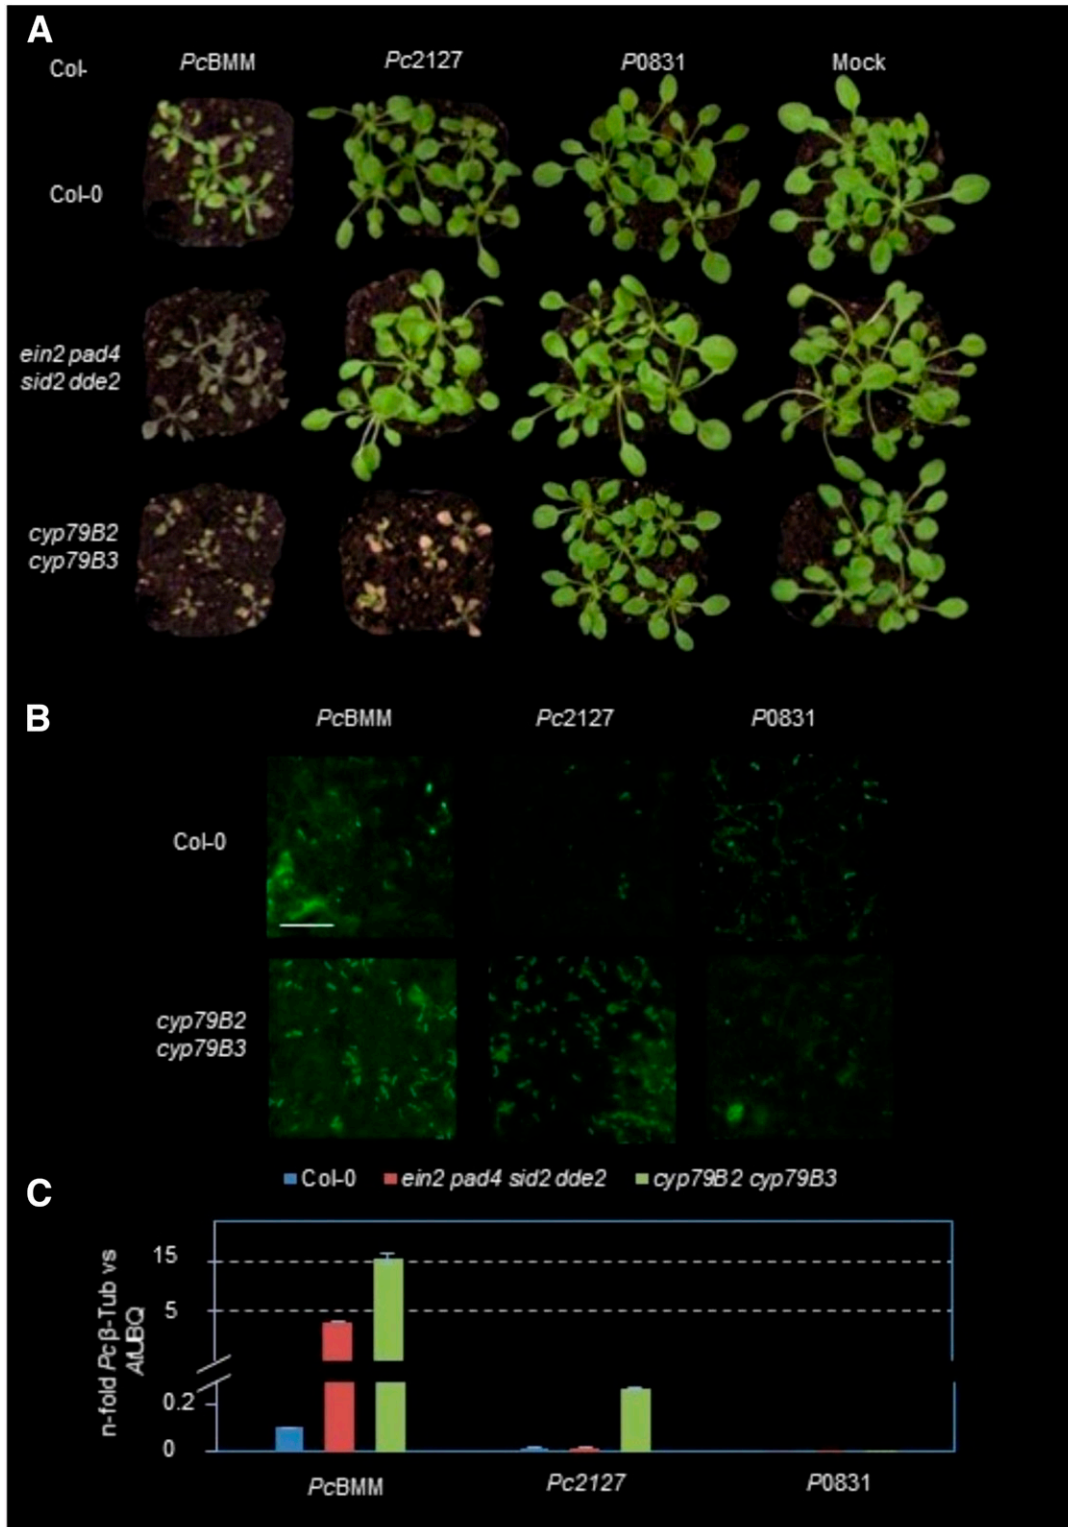 A
Col-
PcBMM
Pc2127
P0831
Mock
Col-0
ein2 pad4
sid2 dde2
cyp79B2
cyp79B3
B
PcBMM
Pc2127
P0831
Col-0
cyp79B2
cyp79B3
C
Col-0
ein2 pad4 sid2 dde2
cyp79B2 cyp79B3
n-fold Pcβ-Tub vs
AtUBQ
15
5
0.2
0
PcBMM
Pc2127
P0831